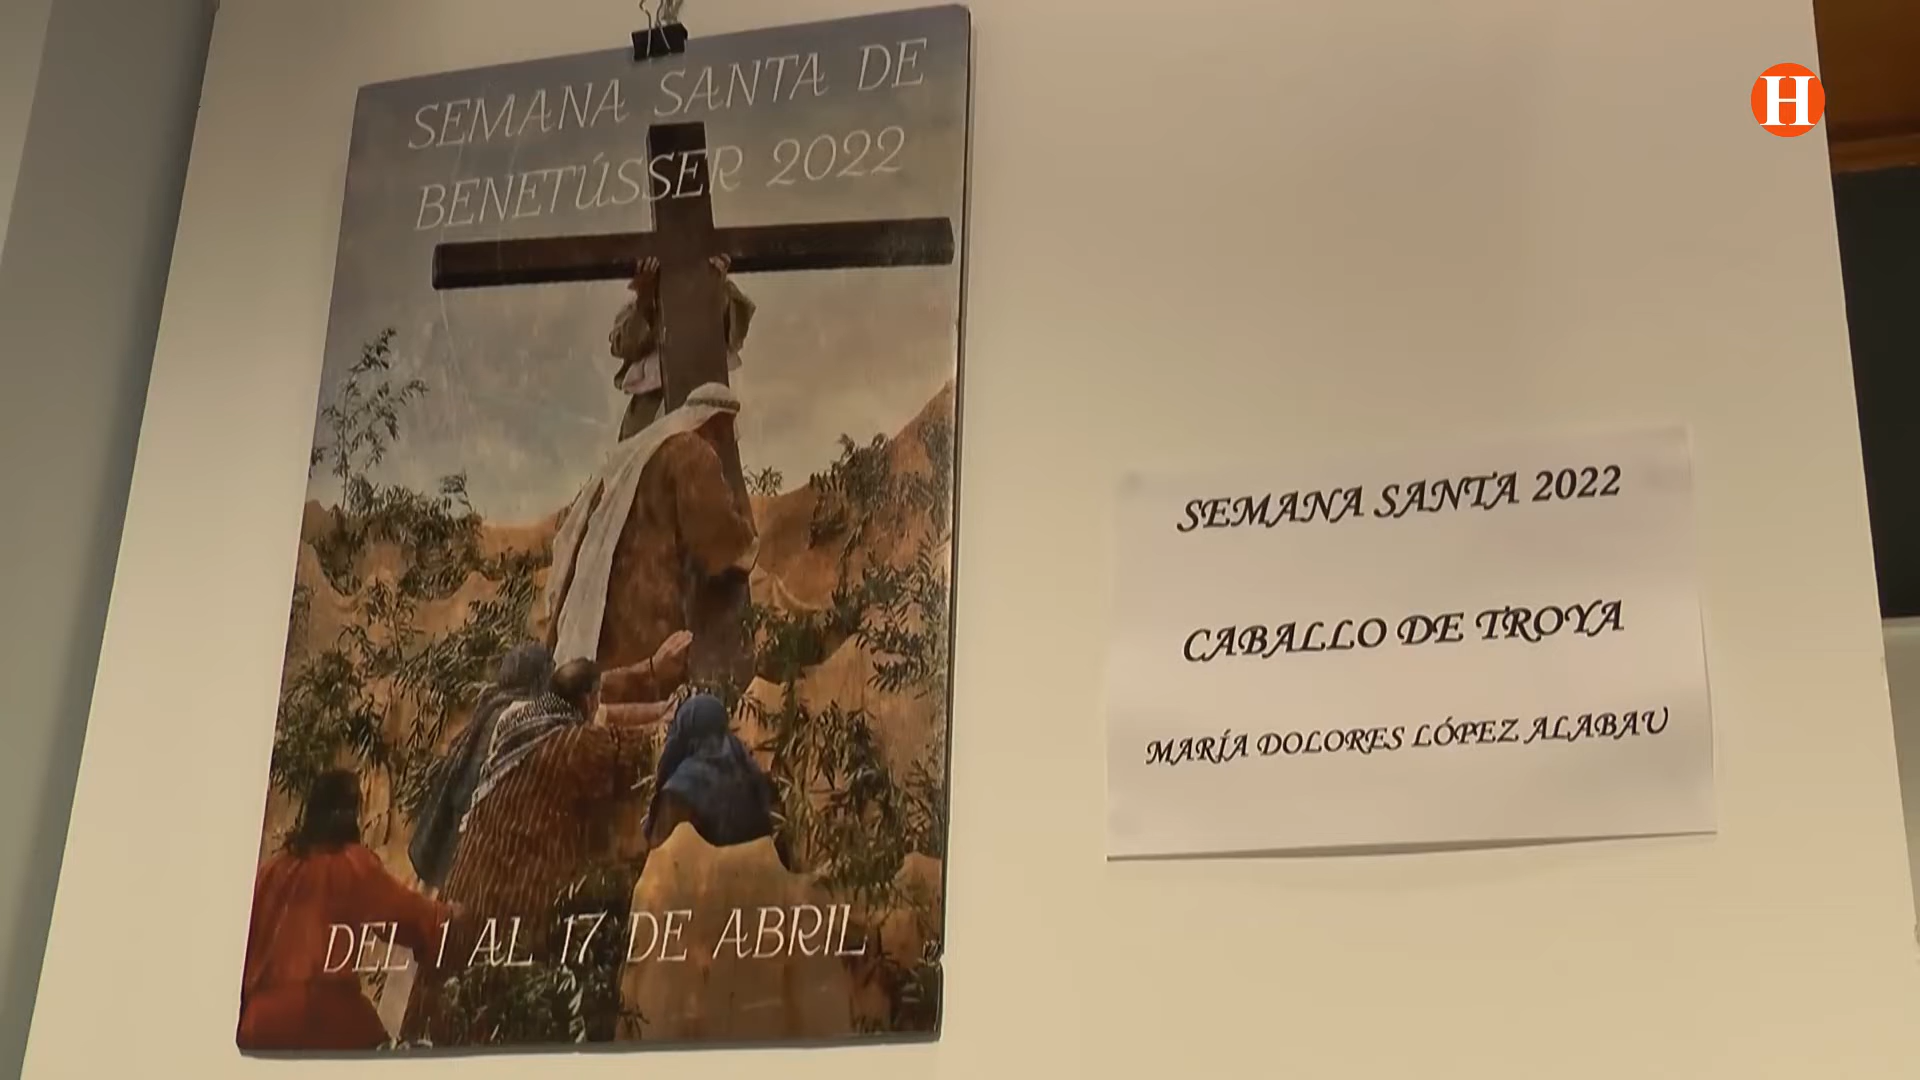 SEMANA SANTA DE
BENETÚSSER 2022
DEL 1 AL 17 DE ABRIL
SEMANA SANTA 2022
CABALLO DE TROYA
MARÍA DOLORES LÓPEZ ALABAU
H